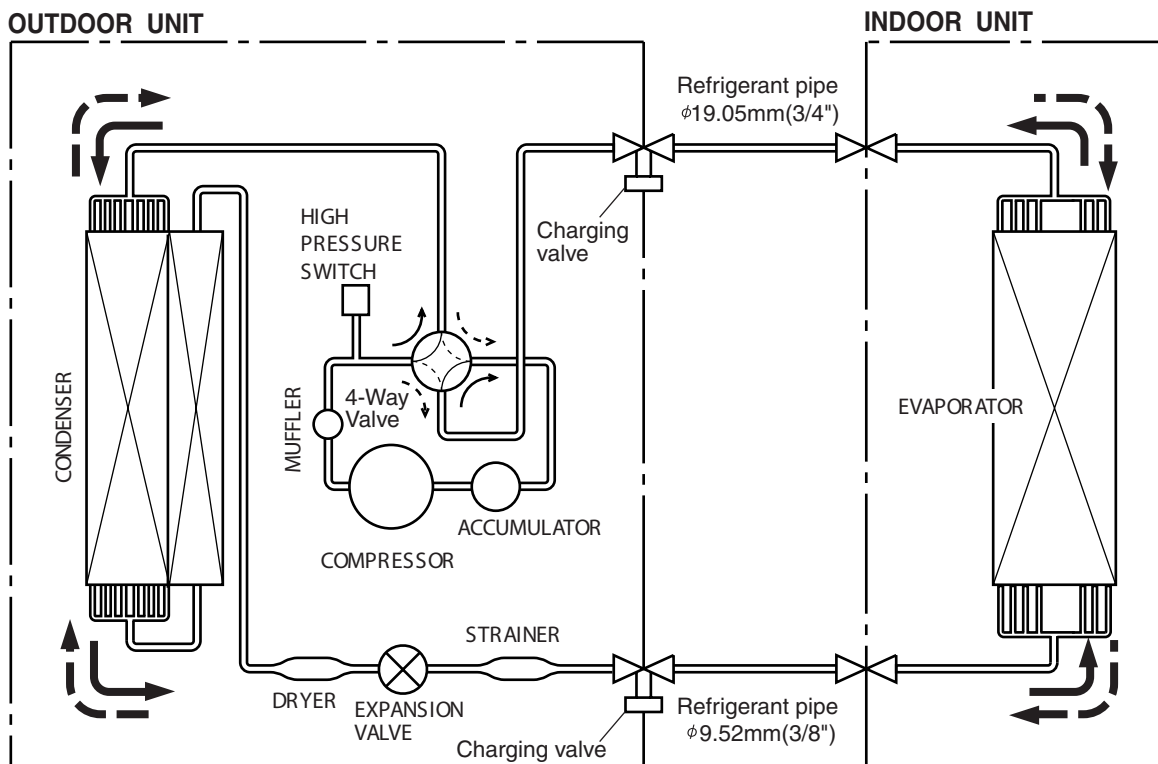 OUTDOOR UNIT
INDOOR UNIT
Refrigerant pipe
φ19.05mm(3/4")
Charging
valve
HIGH
PRESSURE
SWITCH
4-Way
Valve
MUFFLER
CONDENSER
COMPRESSOR
ACCUMULATOR
EVAPORATOR
DRYER
EXPANSION
VALVE
STRAINER
Charging valve
Refrigerant pipe
φ9.52mm(3/8")